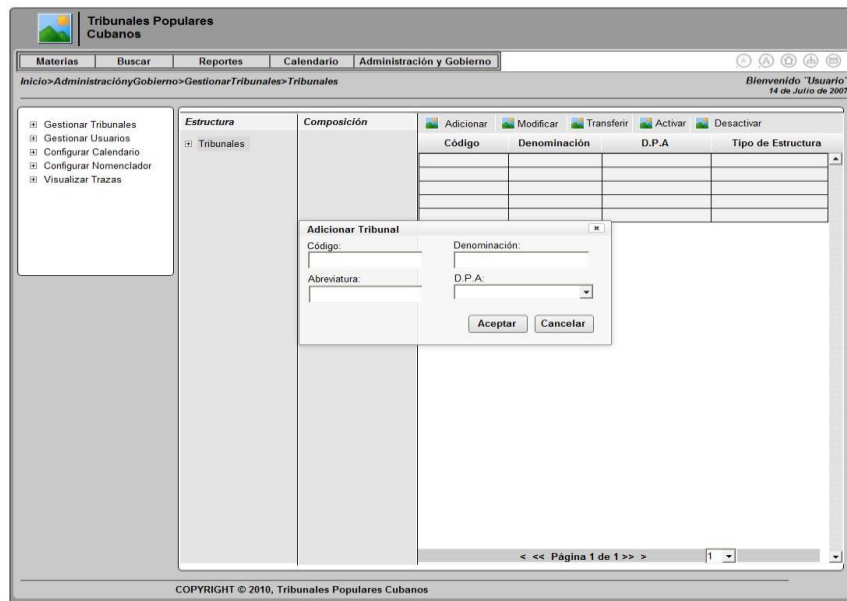 Tribunales Populares
Cubanos
Materias Buscar Reportes Calendario Administración y Gobierno
Inicio>AdministraciónyGobierno>GestionarTribunales>Tribunales
Bienvenido "Usuario"
14 de Julio de 2007
Gestionar Tribunales
Gestionar Usuarios
Configurar Calendario
Configurar Nomenclador
Visualizar Trazas
Estructura
Tribunales
Composición
Adicionar Modificar Transferir Activar Desactivar
Código Denominación D.P.A Tipo de Estructura
Adicionar Tribunal
Código: Denominación:
Abreviatura: D.P.A:
Aceptar Cancelar
< << Página 1 de 1 >> > 1
COPYRIGHT © 2010, Tribunales Populares Cubanos